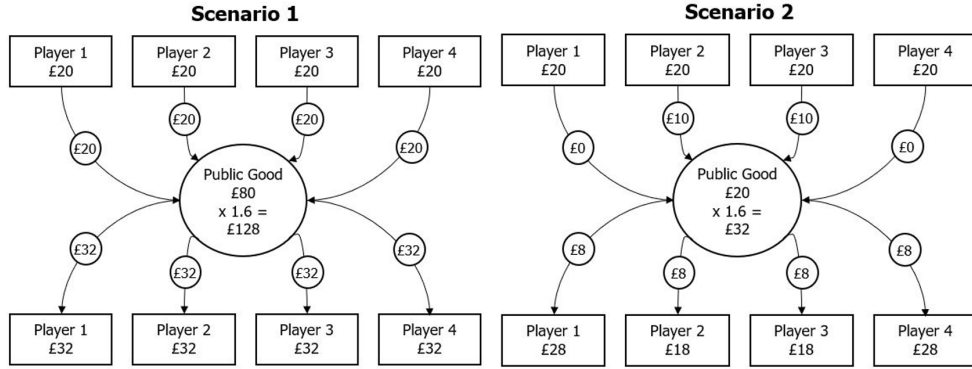 Scenario 1
Player 1
£20
Player 2
£20
Player 3
£20
Player 4
£20
£20
£20
£20
£20
Public Good
£80
x 1.6 =
£128
£32
£32
£32
£32
Player 1
£32
Player 2
£32
Player 3
£32
Player 4
£32
Scenario 2
Player 1
£20
Player 2
£20
Player 3
£20
Player 4
£20
£0
£10
£10
£0
Public Good
£20
x 1.6 =
£32
£8
£8
£8
£8
Player 1
£28
Player 2
£18
Player 3
£18
Player 4
£28